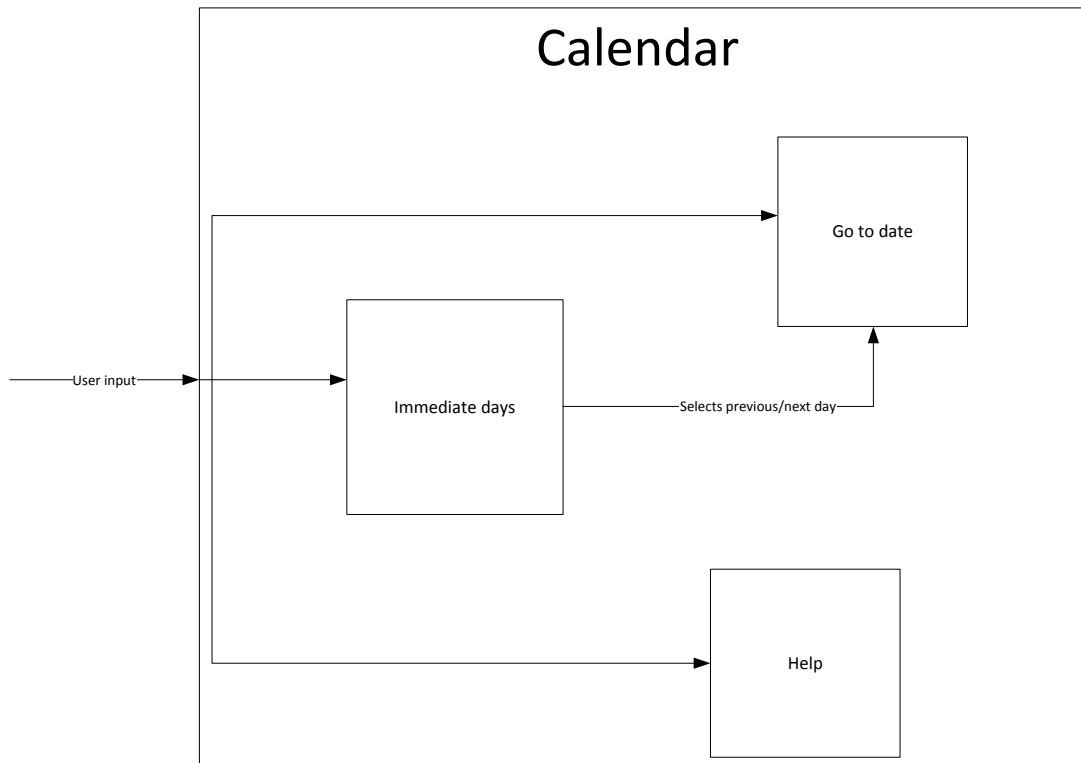 Calendar
Go to date
User input
Immediate days
Selects previous/next day
Help